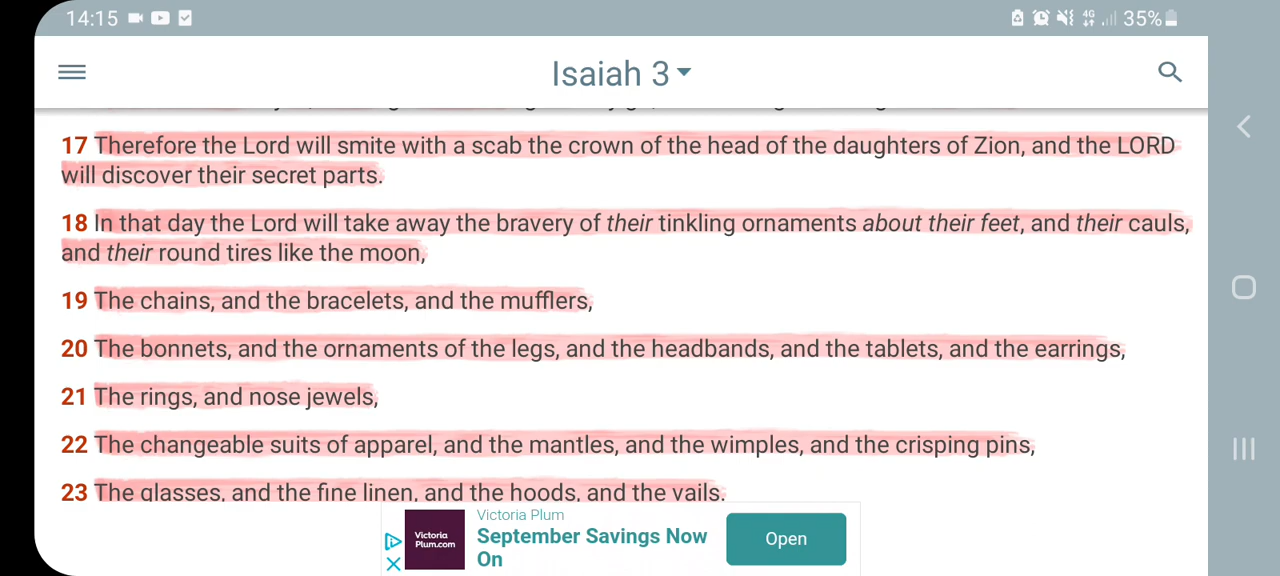 14:15
4G 35%
Isaiah 3
17 Therefore the Lord will smite with a scab the crown of the head of the daughters of Zion, and the LORD
will discover their secret parts.
18 In that day the Lord will take away the bravery of their tinkling ornaments about their feet, and their cauls,
and their round tires like the moon,
19 The chains, and the bracelets, and the mufflers,
20 The bonnets, and the ornaments of the legs, and the headbands, and the tablets, and the earrings,
21 The rings, and nose jewels,
22 The changeable suits of apparel, and the mantles, and the wimples, and the crisping pins,
23 The glasses, and the fine linen, and the hoods, and the vails.
Victoria Plum
Victoria
Plum.com
September Savings Now
On
Open